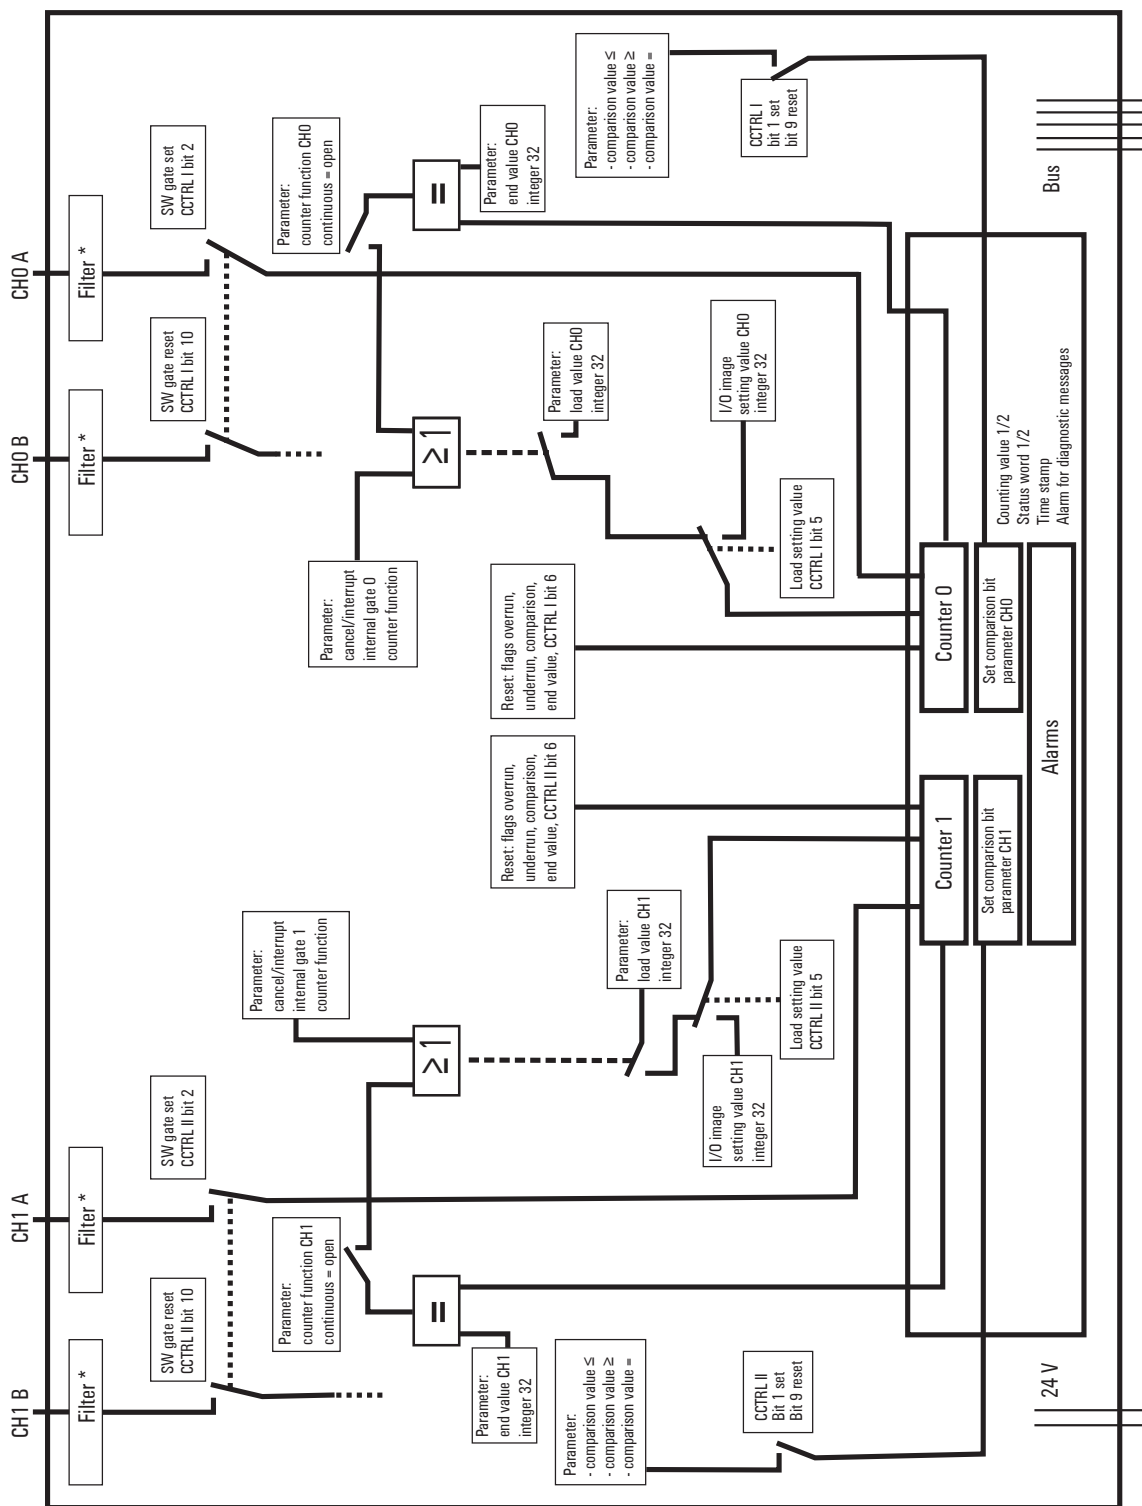 CH1 B
CH1 A
CH0 B
CH0 A
Filter *
Filter *
Filter *
Filter *
SW gate reset
CCTRL II bit 10
SW gate set
CCTRL II bit 2
SW gate reset
CCTRL I bit 10
SW gate set
CCTRL I bit 2
Parameter:
counter function CH1
continuous = open
Parameter:
cancel/interrupt
internal gate 1
counter function
Parameter:
cancel/interrupt
internal gate 0
counter function
Parameter:
counter function CH0
continuous = open
=
≥1
≥1
=
Parameter:
end value CH1
integer 32
Parameter:
end value CH0
integer 32
Reset: flags overrun,
underrun, comparison,
end value, CCTRL II bit 6
Reset: flags overrun,
underrun, comparison,
end value, CCTRL I bit 6
Parameter:
load value CH0
integer 32
Parameter:
- comparison value ≤
- comparison value ≥
- comparison value =
Parameter:
- comparison value ≤
- comparison value ≥
- comparison value =
Parameter:
load value CH1
integer 32
I/O image
setting value CH1
integer 32
I/O image
setting value CH0
integer 32
CCTRL II
Bit 1 set
Bit 9 reset
Load setting value
CCTRL II bit 5
Load setting value
CCTRL I bit 5
CCTRL I
bit 1 set
bit 9 reset
Counter 1
Counter 0
Set comparison bit
parameter CH1
Set comparison bit
parameter CH0
Counting value 1/2
Status word 1/2
Time stamp
Alarm for diagnostic messages
Alarms
24 V
Bus